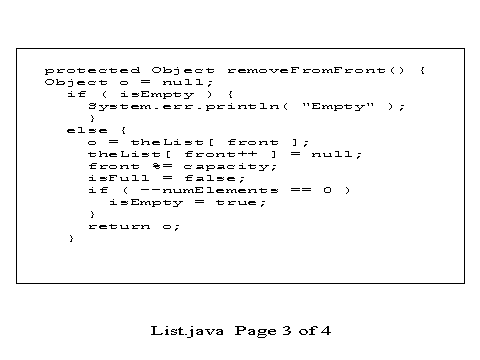 protected Object removeFromFront() {
Object o = null;
if ( isEmpty ) {
System.err.println( "Empty" );
}
else {
o = theList[ front ];
theList[ front++ ] = null;
front %= capacity;
isFull = false;
if ( --numElements == 0 )
isEmpty = true;
}
return o;
}
List.java Page 3 of 4